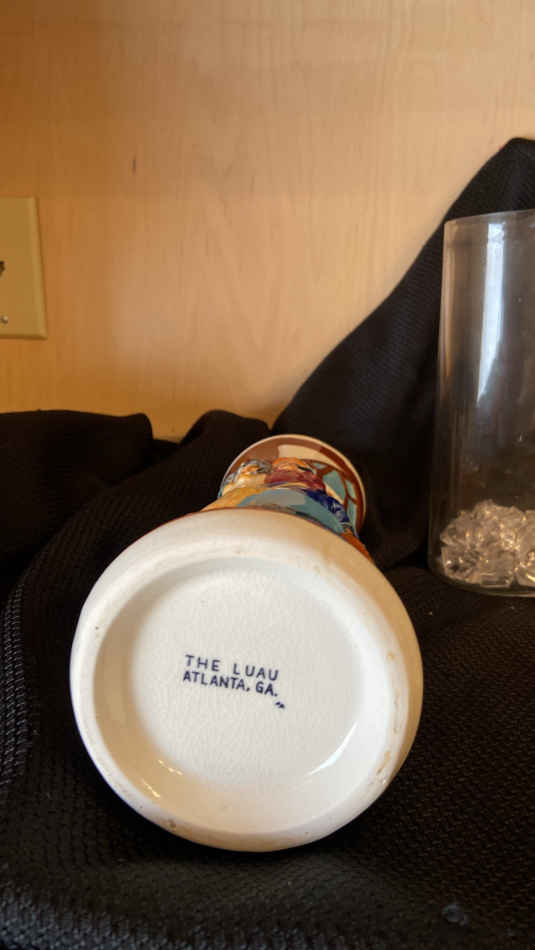 THE LUAU
ATLANTA, GA.